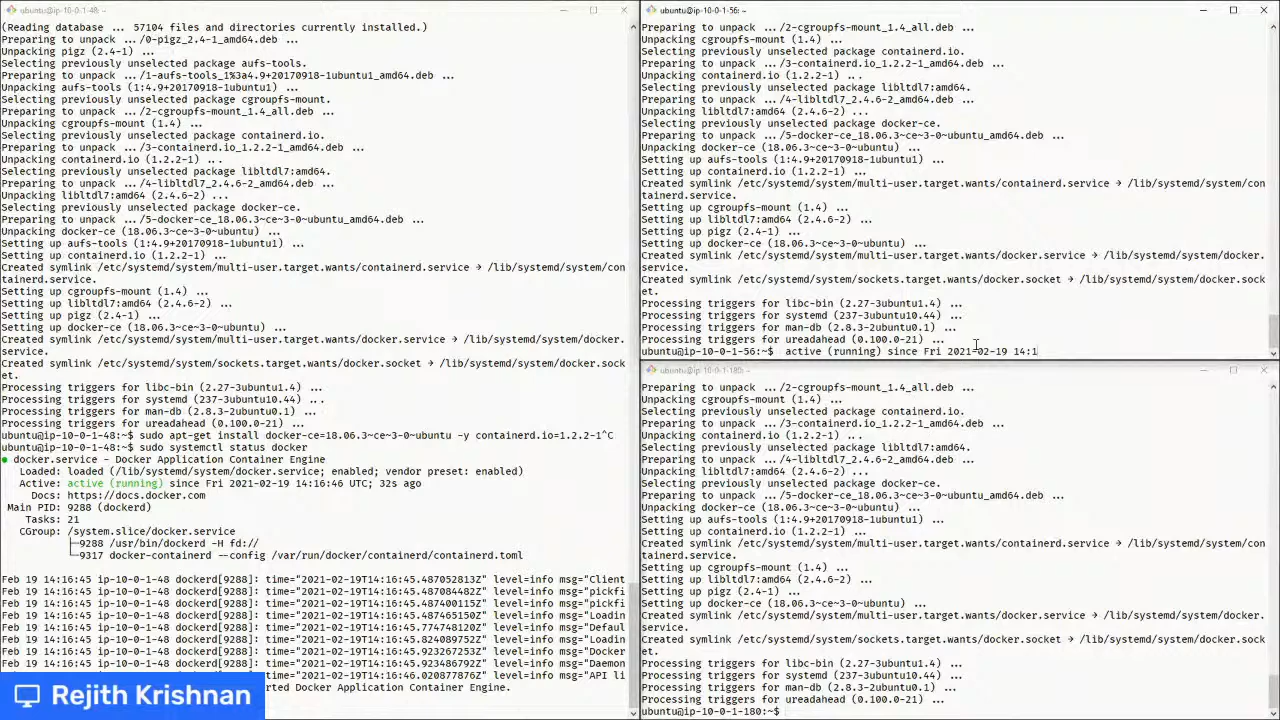 ubuntu@ip-10-0-1-48: ~
(Reading database ... 57104 files and directories currently installed.)
Preparing to unpack .../0-pigz_2.4-1_amd64.deb ...
Unpacking pigz (2.4-1) ...
Selecting previously unselected package aufs-tools.
Preparing to unpack .../1-aufs-tools_1%3a4.9+20170918-1ubuntu1_amd64.deb ...
Unpacking aufs-tools (1:4.9+20170918-1ubuntu1) ...
Selecting previously unselected package cgroupfs-mount.
Preparing to unpack .../2-cgroupfs-mount_1.4_all.deb ...
Unpacking cgroupfs-mount (1.4) ...
Selecting previously unselected package containerd.io.
Preparing to unpack .../3-containerd.io_1.2.2-1_amd64.deb ...
Unpacking containerd.io (1.2.2-1) ...
Selecting previously unselected package libltdl7:amd64.
Preparing to unpack .../4-libltdl7_2.4.6-2_amd64.deb ...
Unpacking libltdl7:amd64 (2.4.6-2) ...
Selecting previously unselected package docker-ce.
Preparing to unpack .../5-docker-ce_18.06.3~ce~3-0~ubuntu_amd64.deb ...
Unpacking docker-ce (18.06.3~ce~3-0~ubuntu) ...
Setting up aufs-tools (1:4.9+20170918-1ubuntu1) ...
Setting up containerd.io (1.2.2-1) ...
Created symlink /etc/systemd/system/multi-user.target.wants/containerd.service → /lib/systemd/system/con
tainerd.service.
Setting up cgroupfs-mount (1.4) ...
Setting up libltdl7:amd64 (2.4.6-2) ...
Setting up pigz (2.4-1) ...
Setting up docker-ce (18.06.3~ce~3-0~ubuntu) ...
Created symlink /etc/systemd/system/multi-user.target.wants/docker.service → /lib/systemd/system/docker.
service.
Created symlink /etc/systemd/system/sockets.target.wants/docker.socket → /lib/systemd/system/docker.sock
et.
Processing triggers for libc-bin (2.27-3ubuntu1.4) ...
Processing triggers for systemd (237-3ubuntu10.44) ...
Processing triggers for man-db (2.8.3-2ubuntu0.1) ...
Processing triggers for ureadahead (0.100.0-21) ...
ubuntu@ip-10-0-1-48:~$ sudo apt-get install docker-ce=18.06.3~ce~3-0~ubuntu -y containerd.io=1.2.2-1^C
ubuntu@ip-10-0-1-48:~$ sudo systemctl status docker
● docker.service - Docker Application Container Engine
Loaded: loaded (/lib/systemd/system/docker.service; enabled; vendor preset: enabled)
Active: active (running) since Fri 2021-02-19 14:16:46 UTC; 32s ago
Docs: https://docs.docker.com
Main PID: 9288 (dockerd)
Tasks: 21
CGroup: /system.slice/docker.service
├─9288 /usr/bin/dockerd -H fd://
└─9317 docker-containerd --config /var/run/docker/containerd/containerd.toml
Feb 19 14:16:45 ip-10-0-1-48 dockerd[9288]: time="2021-02-19T14:16:45.487052813Z" level=info msg="Client
Feb 19 14:16:45 ip-10-0-1-48 dockerd[9288]: time="2021-02-19T14:16:45.487084482Z" level=info msg="pickfi
Feb 19 14:16:45 ip-10-0-1-48 dockerd[9288]: time="2021-02-19T14:16:45.487400115Z" level=info msg="pickfi
Feb 19 14:16:45 ip-10-0-1-48 dockerd[9288]: time="2021-02-19T14:16:45.487465150Z" level=info msg="Loadin
Feb 19 14:16:45 ip-10-0-1-48 dockerd[9288]: time="2021-02-19T14:16:45.774748120Z" level=info msg="Defaul
Feb 19 14:16:45 ip-10-0-1-48 dockerd[9288]: time="2021-02-19T14:16:45.824089752Z" level=info msg="Loadin
Feb 19 14:16:45 ip-10-0-1-48 dockerd[9288]: time="2021-02-19T14:16:45.923267253Z" level=info msg="Docker
Feb 19 14:16:45 ip-10-0-1-48 dockerd[9288]: time="2021-02-19T14:16:45.923486792Z" level=info msg="Daemon
time="2021-02-19T14:16:46.020877876Z" level=info msg="API li
rted Docker Application Container Engine.
Rejith Krishnan
ubuntu@ip-10-0-1-56: ~
Preparing to unpack .../2-cgroupfs-mount_1.4_all.deb ...
Unpacking cgroupfs-mount (1.4) ...
Selecting previously unselected package containerd.io.
Preparing to unpack .../3-containerd.io_1.2.2-1_amd64.deb ...
Unpacking containerd.io (1.2.2-1) ...
Selecting previously unselected package libltdl7:amd64.
Preparing to unpack .../4-libltdl7_2.4.6-2_amd64.deb ...
Unpacking libltdl7:amd64 (2.4.6-2) ...
Selecting previously unselected package docker-ce.
Preparing to unpack .../5-docker-ce_18.06.3~ce~3-0~ubuntu_amd64.deb ...
Unpacking docker-ce (18.06.3~ce~3-0~ubuntu) ...
Setting up aufs-tools (1:4.9+20170918-1ubuntu1) ...
Setting up containerd.io (1.2.2-1) ...
Created symlink /etc/systemd/system/multi-user.target.wants/containerd.service → /lib/systemd/system/con
tainerd.service.
Setting up cgroupfs-mount (1.4) ...
Setting up libltdl7:amd64 (2.4.6-2) ...
Setting up pigz (2.4-1) ...
Setting up docker-ce (18.06.3~ce~3-0~ubuntu) ...
Created symlink /etc/systemd/system/multi-user.target.wants/docker.service → /lib/systemd/system/docker.
service.
Created symlink /etc/systemd/system/sockets.target.wants/docker.socket → /lib/systemd/system/docker.sock
et.
Processing triggers for libc-bin (2.27-3ubuntu1.4) ...
Processing triggers for systemd (237-3ubuntu10.44) ...
Processing triggers for man-db (2.8.3-2ubuntu0.1) ...
Processing triggers for ureadahead (0.100.0-21) ...
ubuntu@ip-10-0-1-56:~$ active (running) since Fri 2021-02-19 14:1
ubuntu@ip-10-0-1-180: ~
Preparing to unpack .../2-cgroupfs-mount_1.4_all.deb ...
Unpacking cgroupfs-mount (1.4) ...
Selecting previously unselected package containerd.io.
Preparing to unpack .../3-containerd.io_1.2.2-1_amd64.deb ...
Unpacking containerd.io (1.2.2-1) ...
Selecting previously unselected package libltdl7:amd64.
Preparing to unpack .../4-libltdl7_2.4.6-2_amd64.deb ...
Unpacking libltdl7:amd64 (2.4.6-2) ...
Selecting previously unselected package docker-ce.
Preparing to unpack .../5-docker-ce_18.06.3~ce~3-0~ubuntu_amd64.deb ...
Unpacking docker-ce (18.06.3~ce~3-0~ubuntu) ...
Setting up aufs-tools (1:4.9+20170918-1ubuntu1) ...
Setting up containerd.io (1.2.2-1) ...
Created symlink /etc/systemd/system/multi-user.target.wants/containerd.service → /lib/systemd/system/con
tainerd.service.
Setting up cgroupfs-mount (1.4) ...
Setting up libltdl7:amd64 (2.4.6-2) ...
Setting up pigz (2.4-1) ...
Setting up docker-ce (18.06.3~ce~3-0~ubuntu) ...
Created symlink /etc/systemd/system/multi-user.target.wants/docker.service → /lib/systemd/system/docker.
service.
Created symlink /etc/systemd/system/sockets.target.wants/docker.socket → /lib/systemd/system/docker.sock
et.
Processing triggers for libc-bin (2.27-3ubuntu1.4) ...
Processing triggers for systemd (237-3ubuntu10.44) ...
Processing triggers for man-db (2.8.3-2ubuntu0.1) ...
Processing triggers for ureadahead (0.100.0-21) ...
ubuntu@ip-10-0-1-180:~$